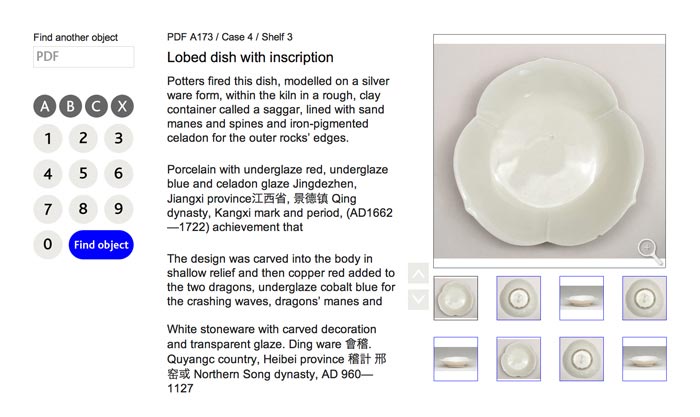 Find another object
PDF
A B C X
1 2 3
4 5 6
7 8 9
0 Find object
PDF A173 / Case 4 / Shelf 3
Lobed dish with inscription
Potters fired this dish, modelled on a silver
ware form, within the kiln in a rough, clay
container called a saggar, lined with sand
manes and spines and iron-pigmented
celadon for the outer rocks' edges.
Porcelain with underglaze red, underglaze
blue and celadon glaze Jingdezhen,
Jiangxi province江西省, 景德镇 Qing
dynasty, Kangxi mark and period, (AD1662
—1722) achievement that
The design was carved into the body in
shallow relief and then copper red added to
the two dragons, underglaze cobalt blue for
the crashing waves, dragons' manes and
White stoneware with carved decoration
and transparent glaze. Ding ware 會稽.
Quyangc country, Heibei province 稽計 邢
窑或 Northern Song dynasty, AD 960—
1127